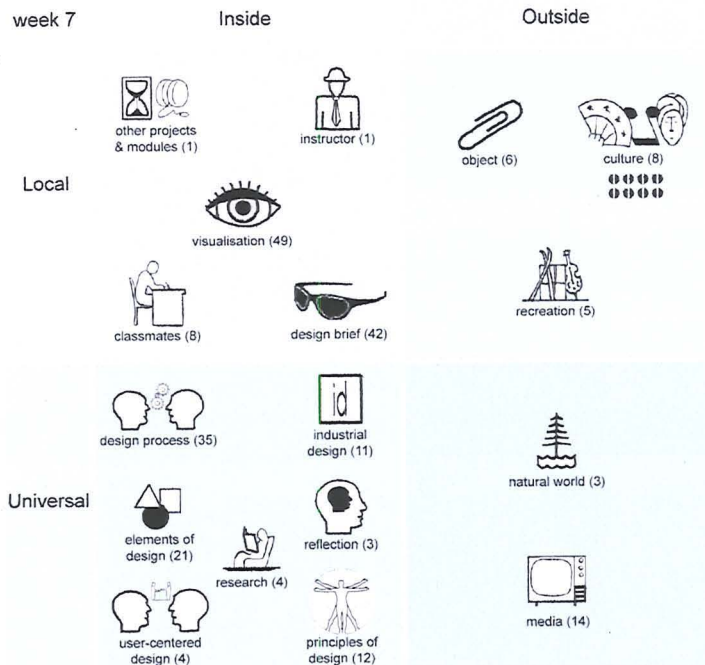 week 7
Inside
Outside
other projects
& modules (1)
instructor (1)
object (6)
culture (8)
Local
visualisation (49)
classmates (8)
design brief (42)
recreation (5)
design process (35)
id
industrial
design (11)
natural world (3)
Universal
elements of
design (21)
research (4)
reflection (3)
media (14)
user-centered
design (4)
principles of
design (12)